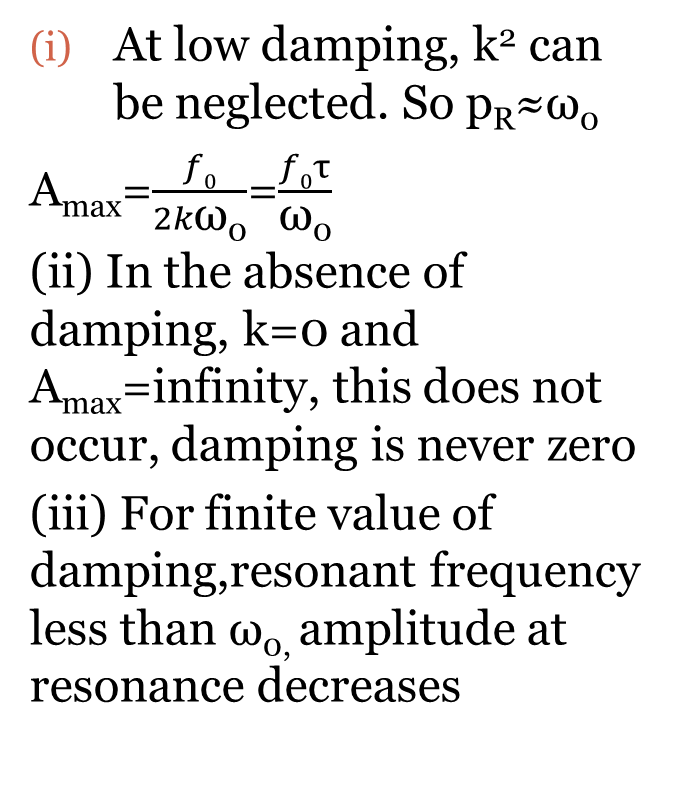 (i) At low damping, k² can
be neglected. So p_R≈ω₀
A_max=f₀/2kω₀=f₀τ/ω₀
(ii) In the absence of
damping, k=0 and
A_max=infinity, this does not
occur, damping is never zero
(iii) For finite value of
damping,resonant frequency
less than ω₀, amplitude at
resonance decreases